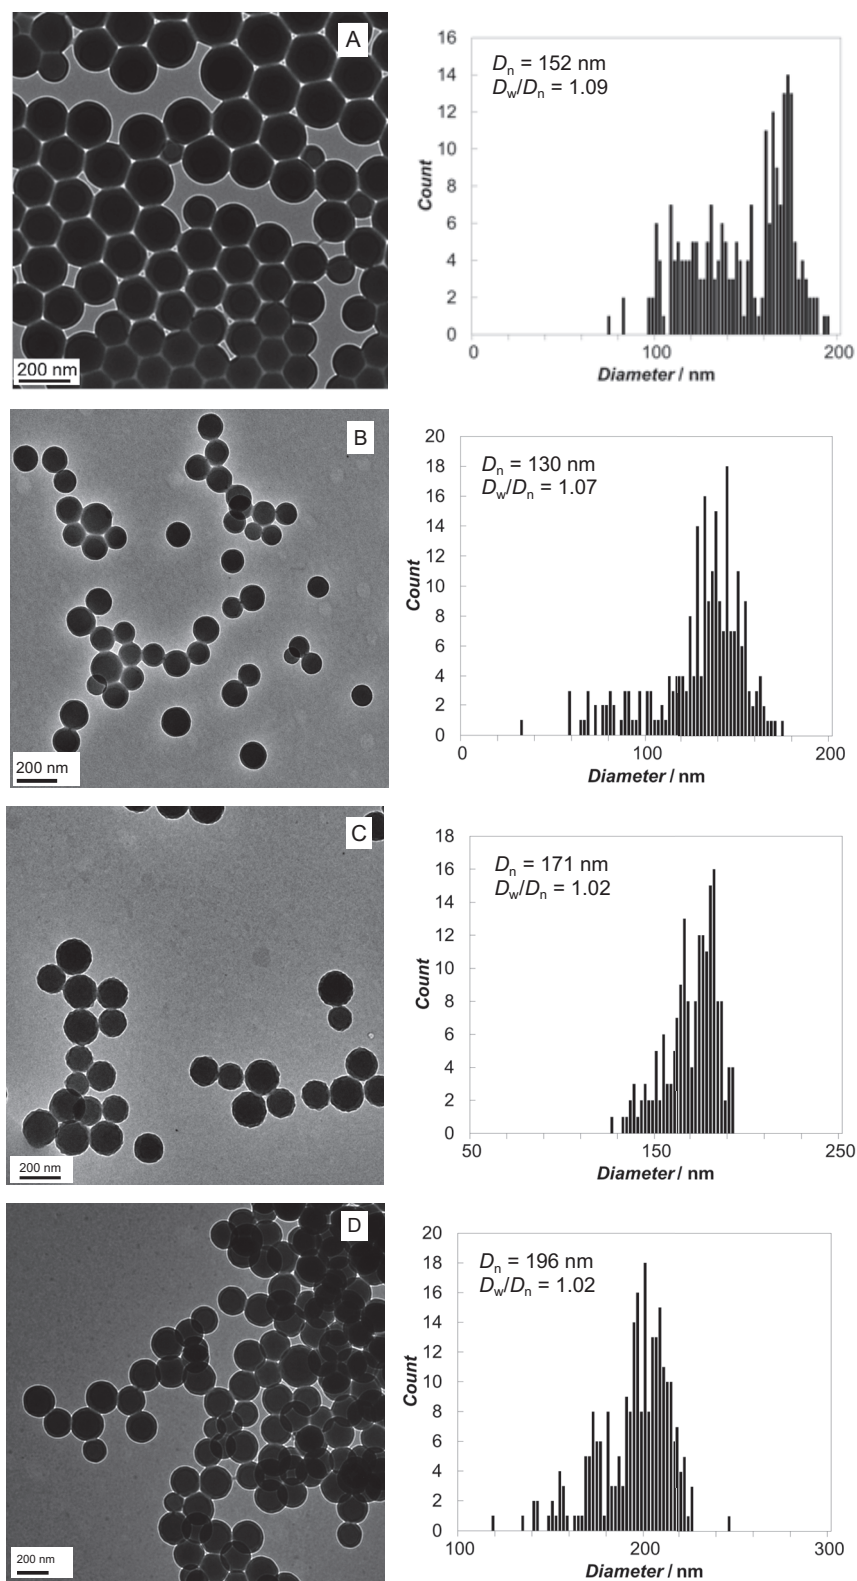 A
200 nm
16
14
12
10
8
6
4
2
0
Count
Dn = 152 nm
Dw/Dn = 1.09
0 100 200
Diameter / nm
B
200 nm
20
18
16
14
12
10
8
6
4
2
0
Count
Dn = 130 nm
Dw/Dn = 1.07
0 100 200
Diameter / nm
C
200 nm
18
16
14
12
10
8
6
4
2
0
Count
Dn = 171 nm
Dw/Dn = 1.02
50 150 250
Diameter / nm
D
200 nm
20
18
16
14
12
10
8
6
4
2
0
Count
Dn = 196 nm
Dw/Dn = 1.02
100 200 300
Diameter / nm